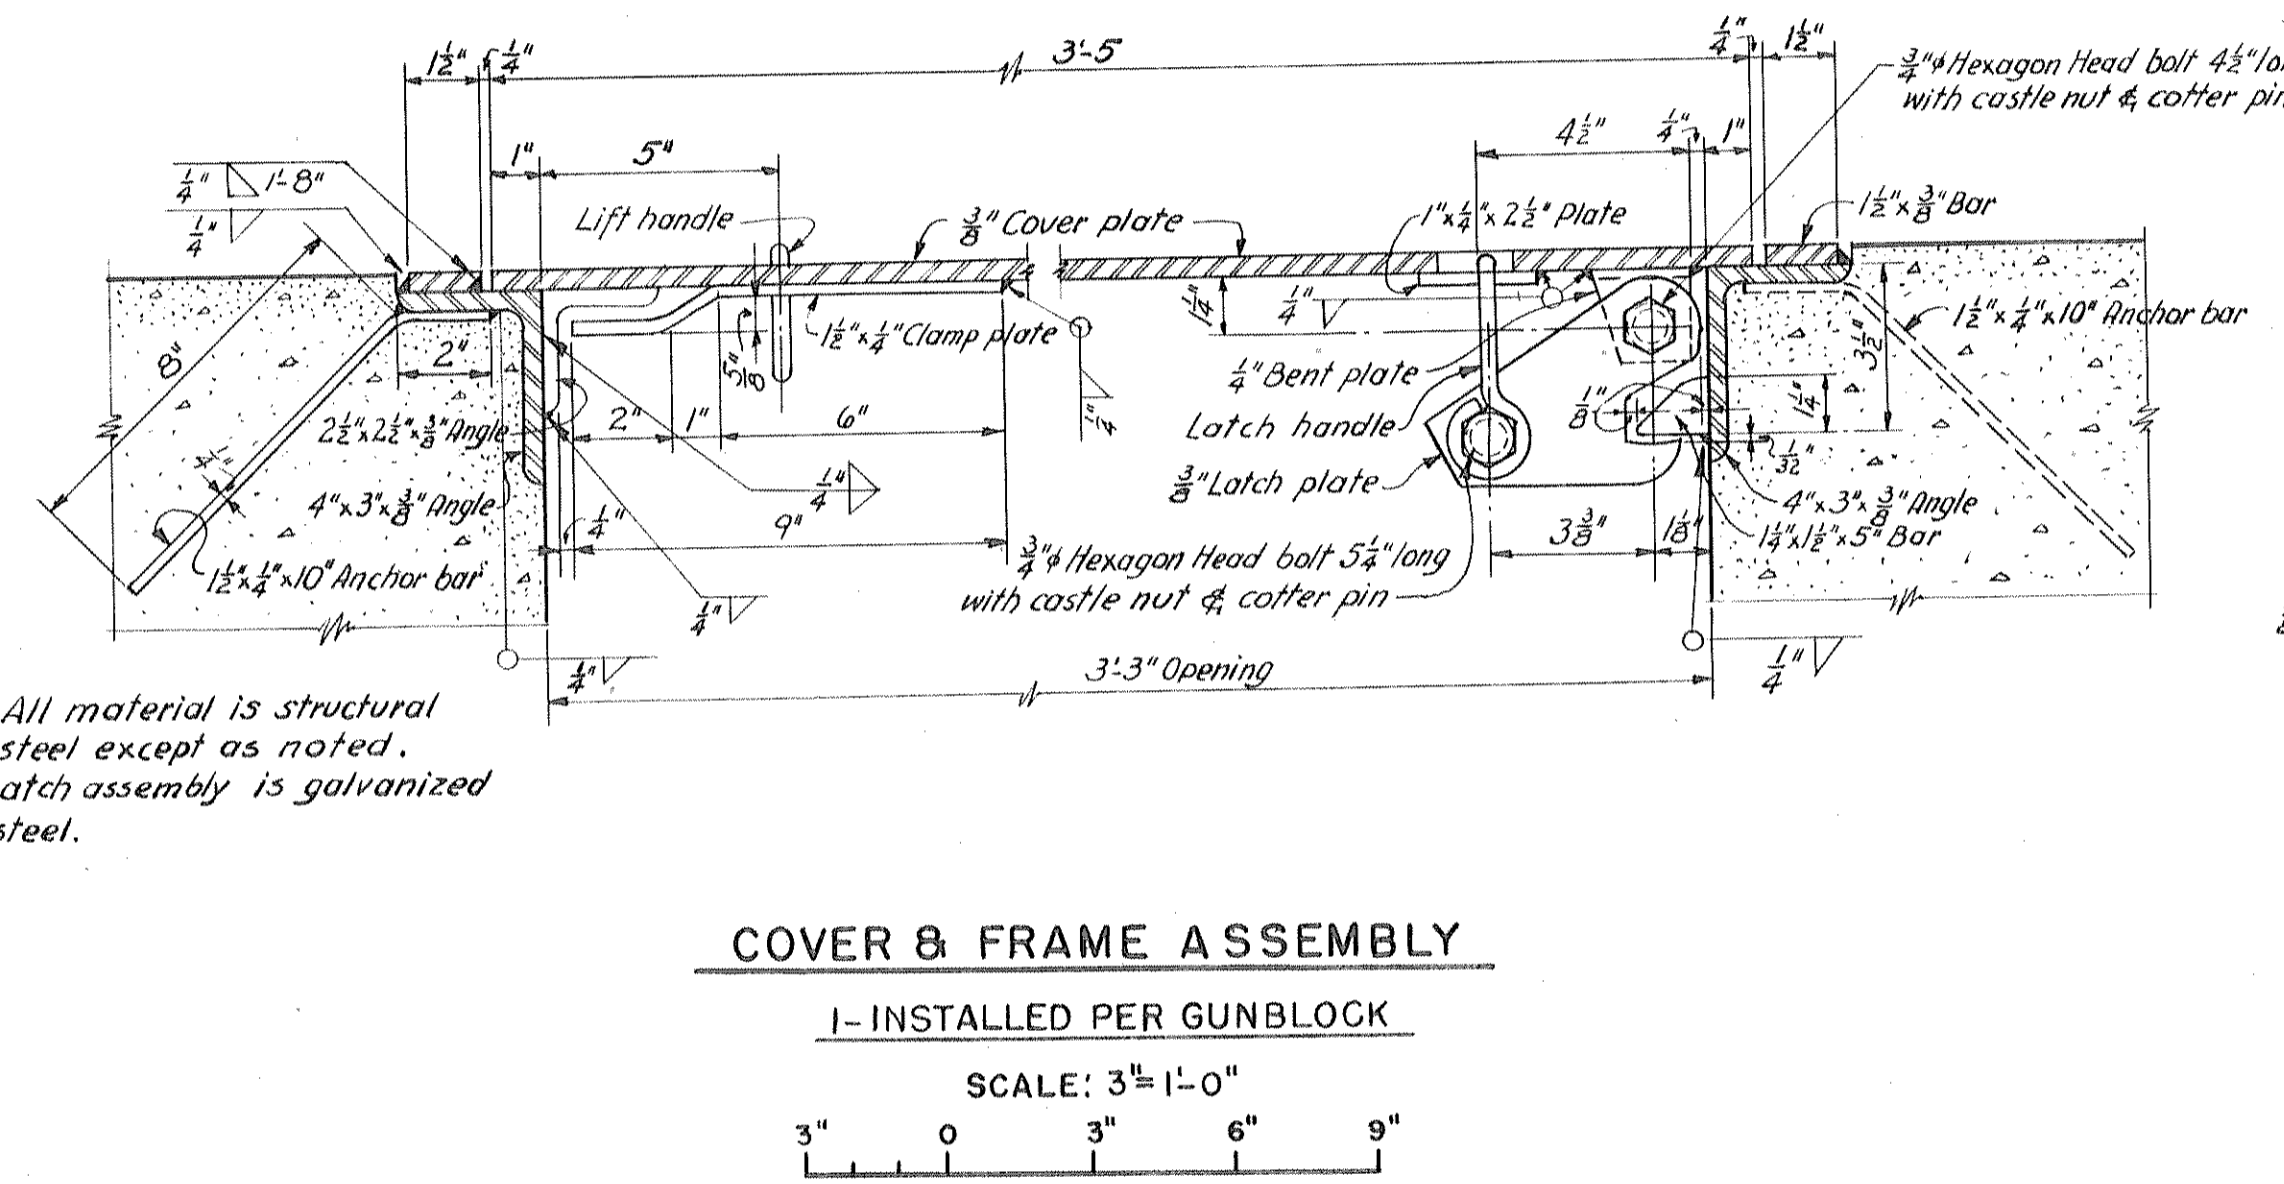 1½" ¼" 3'-5 ¼" 1½"
¾"φ Hexagon Head bolt 4½" lo
with castle nut & cotter pin
1" 5" 4½" ¼" 1"
¼" 1'-8"
¼"
Lift handle
⅜" Cover plate
1"x¼"x2½" Plate
1½"x⅜" Bar
8"
2"
1½"x¼" Clamp plate
⅝"
1¼"
¼"
1½"x¼"x10" Anchor bar
3½"
¼" Bent plate
Latch handle
⅜" Latch plate
⅛"
1¼"
1/32"
2½"x2½"x⅜" Angle
2" 1" 6"
¼"
¼"
4"x3"x⅜" Angle
¼"
¼"
9"
4"x3"x⅜" Angle
1¼"x1½"x5" Bar
3⅜" 1⅛"
1½"x¼"x10" Anchor bar
¾"φ Hexagon Head bolt 5¼" long
with castle nut & cotter pin
¼"
¼"
3'-3" Opening
¼"
All material is structural
steel except as noted.
atch assembly is galvanized
steel.
COVER & FRAME ASSEMBLY
1-INSTALLED PER GUNBLOCK
SCALE: 3"=1'-0"
3" 0 3" 6" 9"